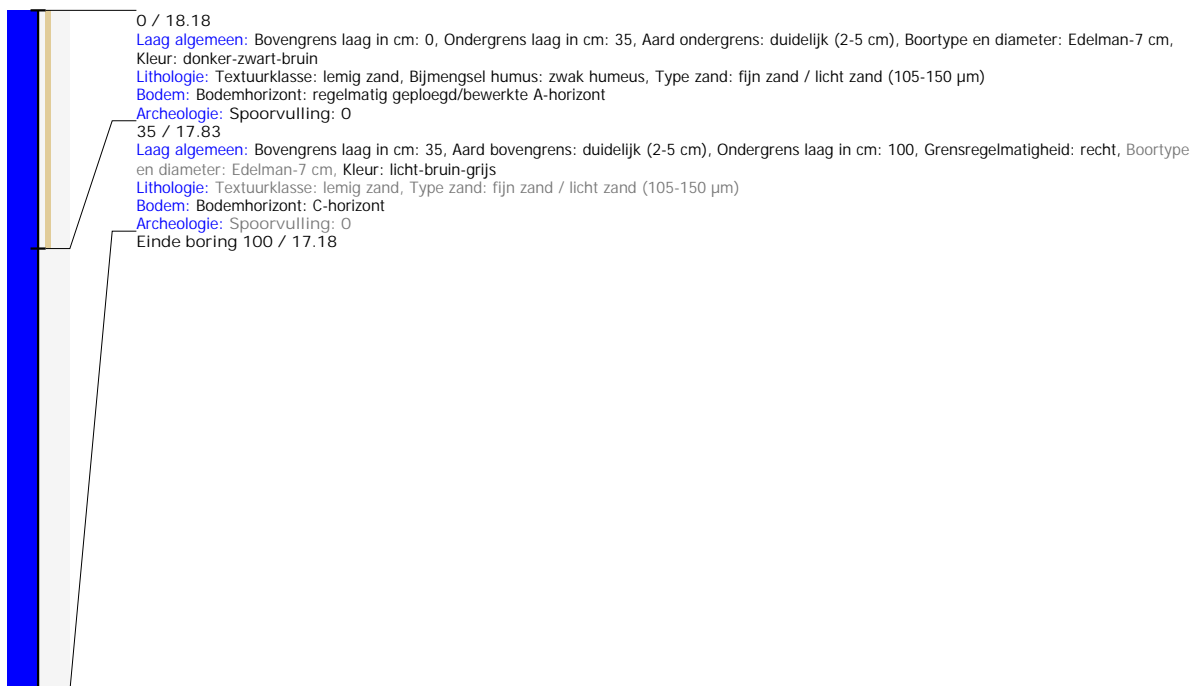 0 / 18.18
Laag algemeen: Bovengrens laag in cm: 0, Ondergrens laag in cm: 35, Aard ondergrens: duidelijk (2-5 cm), Boortype en diameter: Edelman-7 cm,
Kleur: donker-zwart-bruin
Lithologie: Textuurklasse: lemig zand, Bijmengsel humus: zwak humeus, Type zand: fijn zand / licht zand (105-150 µm)
Bodem: Bodemhorizont: regelmatig geploegd/bewerkte A-horizont
Archeologie: Spoorvulling: 0
35 / 17.83
Laag algemeen: Bovengrens laag in cm: 35, Aard bovengrens: duidelijk (2-5 cm), Ondergrens laag in cm: 100, Grensregelmatigheid: recht, Boortype
en diameter: Edelman-7 cm, Kleur: licht-bruin-grijs
Lithologie: Textuurklasse: lemig zand, Type zand: fijn zand / licht zand (105-150 µm)
Bodem: Bodemhorizont: C-horizont
Archeologie: Spoorvulling: 0
Einde boring 100 / 17.18